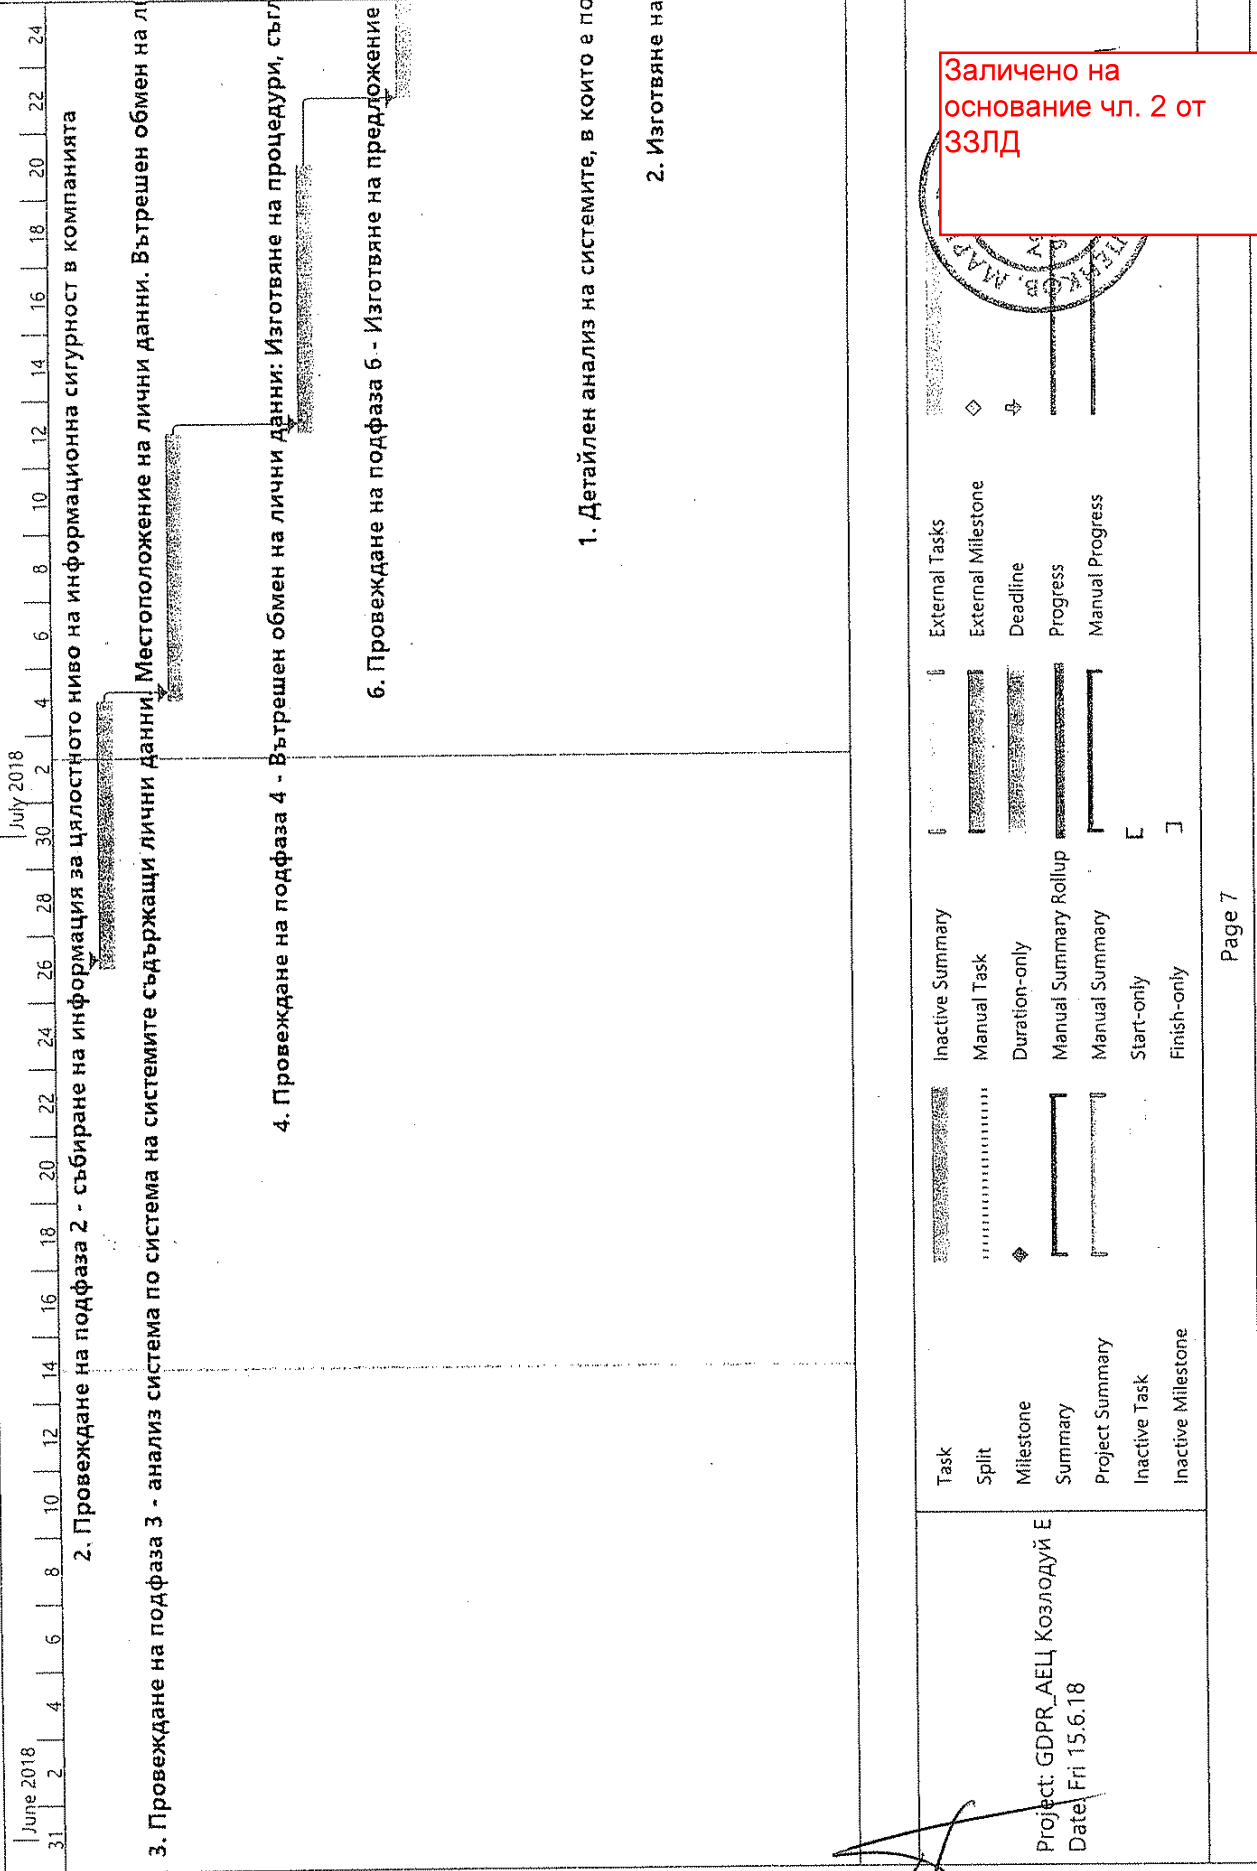 June 2018
July 2018
31 2 4 6 8 10 12 14 16 18 20 22 24 26 28 30 2 4 6 8 10 12 14 16 18 20 22 24
2. Провеждане на подфаза 2 - събиране на информация за цялостното ниво на информационна сигурност в компанията
3. Провеждане на подфаза 3 - анализ система по система на системите съдържащи лични данни. Местоположение на лични данни. Вътрешен обмен на
4. Провеждане на подфаза 4 - Вътрешен обмен на лични данни: Изготвяне на процедури,
6. Провеждане на подфаза 6 - Изготвяне на предложение
1. Детайлен анализ на системите, в които е
2. Изготвяне на
Project: GDPR_АЕЦ Козлодуй Е
Date: Fri 15.6.18
Task
Split
Milestone
Summary
Project Summary
Inactive Task
Inactive Milestone
Inactive Summary
Manual Task
Duration-only
Manual Summary Rollup
Manual Summary
Start-only
Finish-only
External Tasks
External Milestone
Deadline
Progress
Manual Progress
Page 7
Заличено на
основание чл. 2 от
ЗЗЛД